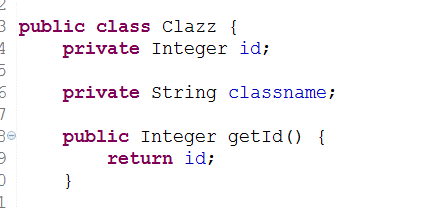 public class Clazz {
private Integer id;
private String classname;
public Integer getId() {
return id;
}